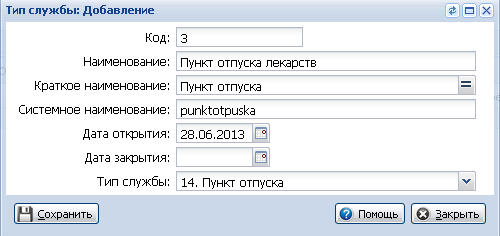 Тип службы: Добавление
Код: 3
Наименование: Пункт отпуска лекарств
Краткое наименование: Пункт отпуска
Системное наименование: punktotpuska
Дата открытия: 28.06.2013
Дата закрытия:
Тип службы: 14. Пункт отпуска
Сохранить Помощь Закрыть